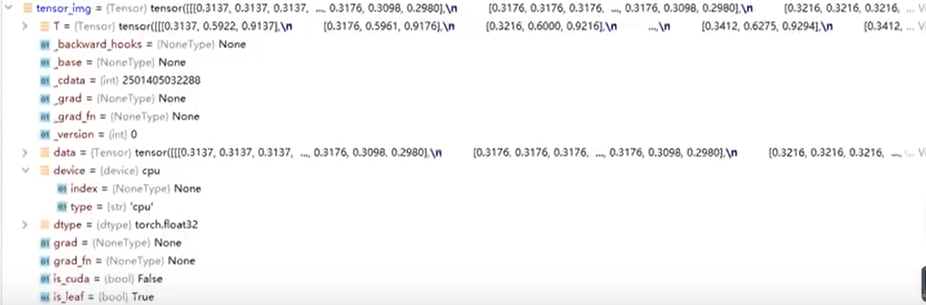 tensor_img = {Tensor} tensor([[[0.3137, 0.3137, 0.3137, ..., 0.3176, 0.3098, 0.2980],\n [0.3176, 0.3176, 0.3176, ..., 0.3176, 0.3098, 0.2980],\n [0.3216, 0.3216, 0.3216, ... Vi
T = {Tensor} tensor([[[0.3137, 0.5922, 0.9137],\n [0.3176, 0.5961, 0.9176],\n [0.3216, 0.6000, 0.9216],\n ...,\n [0.3412, 0.6275, 0.9294],\n [0.3412, ... Vi
_backward_hooks = {NoneType} None
_base = {NoneType} None
_cdata = {int} 2501405032288
_grad = {NoneType} None
_grad_fn = {NoneType} None
_version = {int} 0
data = {Tensor} tensor([[[0.3137, 0.3137, 0.3137, ..., 0.3176, 0.3098, 0.2980],\n [0.3176, 0.3176, 0.3176, ..., 0.3176, 0.3098, 0.2980],\n [0.3216, 0.3216, 0.3216, ..., ... Vi
device = {device} cpu
index = {NoneType} None
type = {str} 'cpu'
dtype = {dtype} torch.float32
grad = {NoneType} None
grad_fn = {NoneType} None
is_cuda = {bool} False
is_leaf = {bool} True